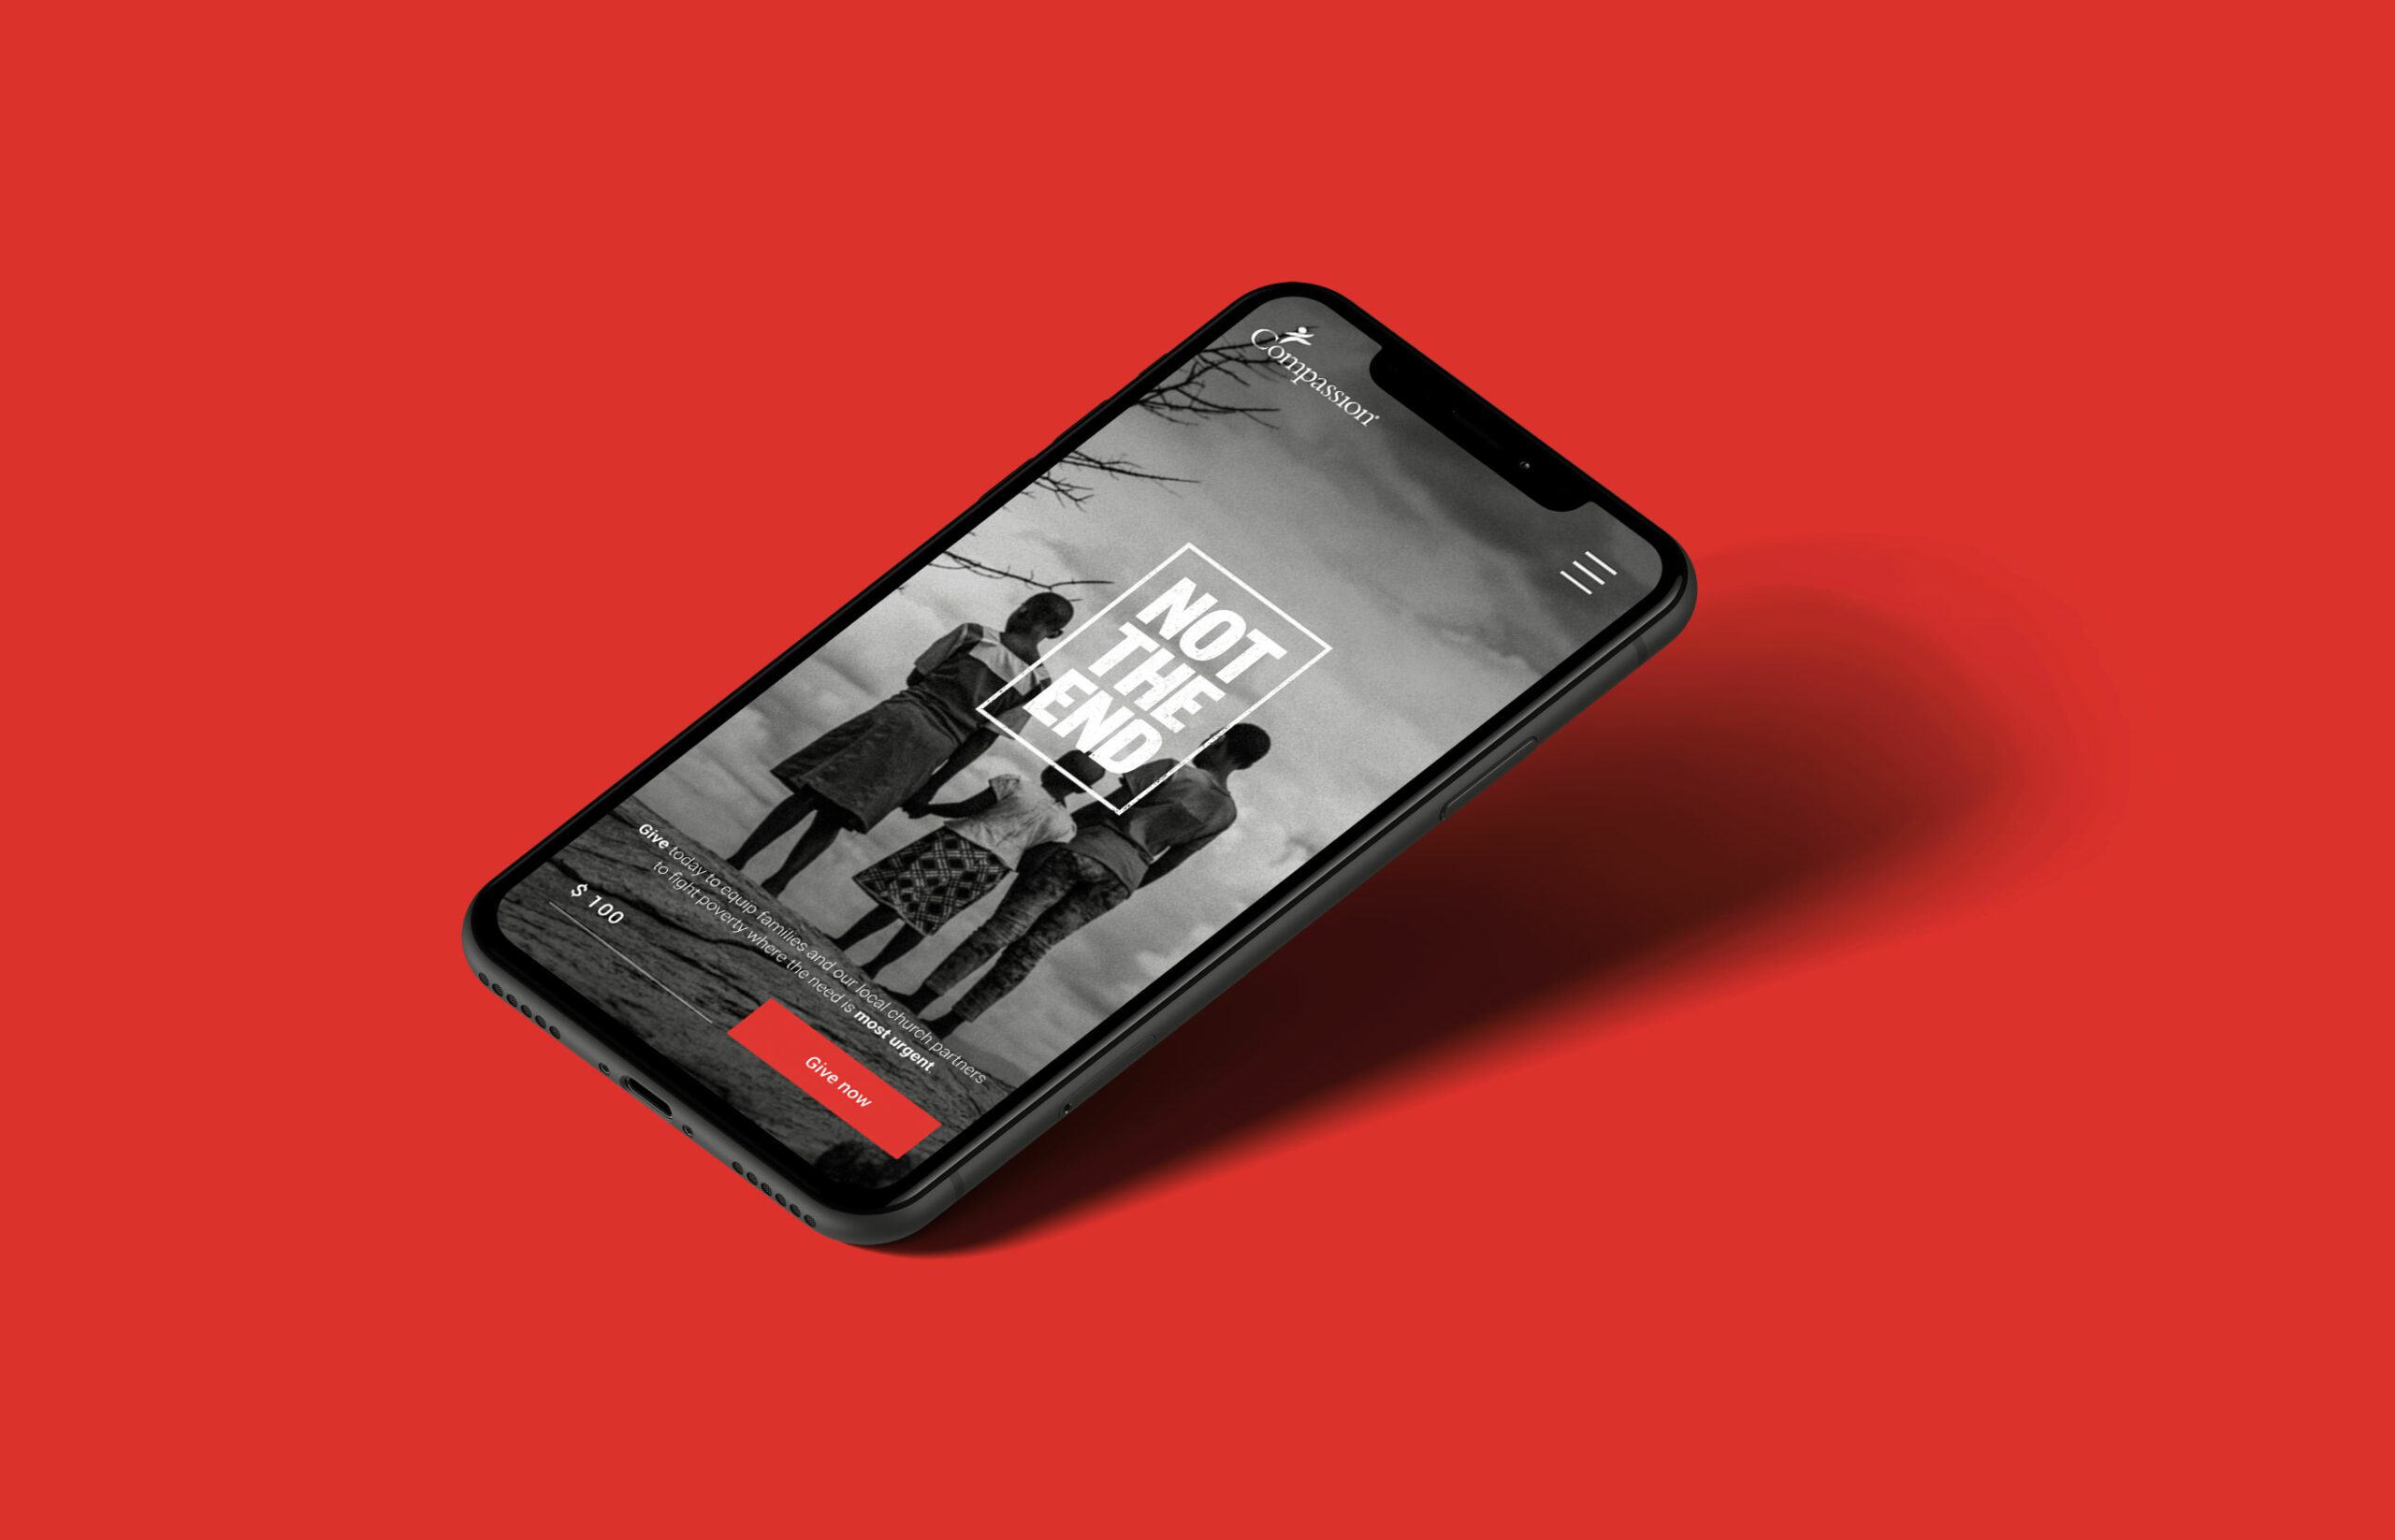 Compassion®
NOT
THE
END
Give today to equip families and our local church partners
to fight poverty where the need is most urgent
$ 100
Give now